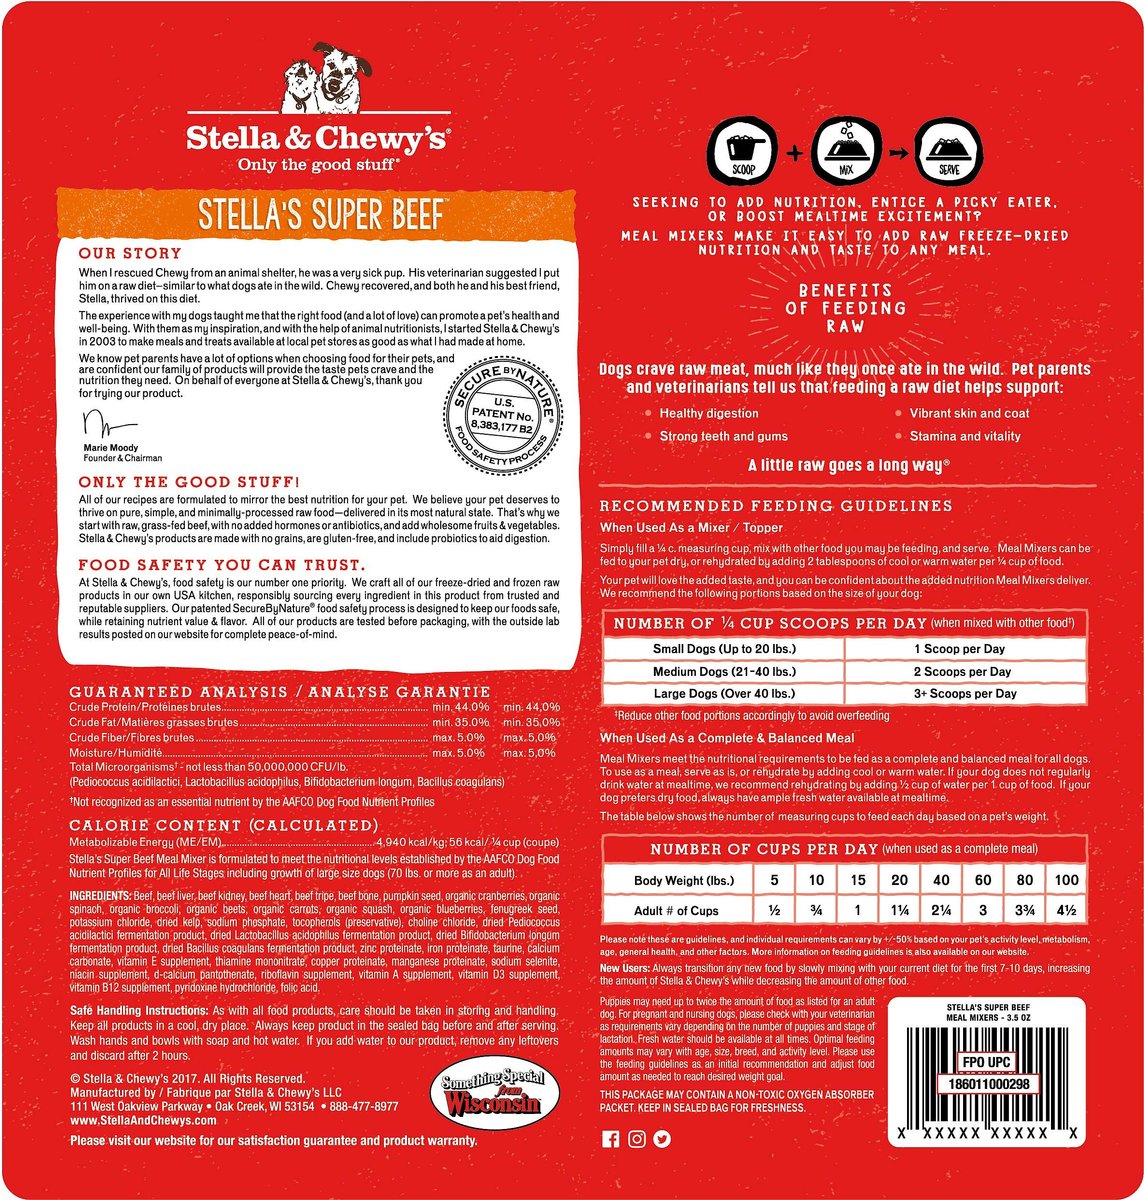 Stella & Chewy's®
Only the good stuff®
STELLA'S SUPER BEEF™
OUR STORY
When I rescued Chewy from an animal shelter, he was a very sick pup. His veterinarian suggested I put
him on a raw diet–similar to what dogs ate in the wild. Chewy recovered, and both he and his best friend,
Stella, thrived on this diet.
The experience with my dogs taught me that the right food (and a lot of love) can promote a pet's health and
well-being. With them as my inspiration, and with the help of animal nutritionists, I started Stella & Chewy's
in 2003 to make meals and treats available at local pet stores as good as what I had made at home.
We know pet parents have a lot of options when choosing food for their pets, and
are confident our family of products will provide the taste pets crave and the
nutrition they need. On behalf of everyone at Stella & Chewy's, thank you
for trying our product.
Marie Moody
Founder & Chairman
SECURE BY NATURE®
U.S.
PATENT No.
8,383,177 B2
FOOD SAFETY PROCESS
ONLY THE GOOD STUFF!
All of our recipes are formulated to mirror the best nutrition for your pet. We believe your pet deserves to
thrive on pure, simple, and minimally-processed raw food—delivered in its most natural state. That's why we
start with raw, grass-fed beef, with no added hormones or antibiotics, and add wholesome fruits & vegetables.
Stella & Chewy's products are made with no grains, are gluten-free, and include probiotics to aid digestion.
FOOD SAFETY YOU CAN TRUST.
At Stella & Chewy's, food safety is our number one priority. We craft all of our freeze-dried and frozen raw
products in our own USA kitchen, responsibly sourcing every ingredient in this product from trusted and
reputable suppliers. Our patented SecureByNature® food safety process is designed to keep our foods safe,
while retaining nutrient value & flavor. All of our products are tested before packaging, with the outside lab
results posted on our website for complete peace-of-mind.
GUARANTEED ANALYSIS / ANALYSE GARANTIE
Crude Protein/Protéines brutes min. 44.0% min. 44,0%
Crude Fat/Matières grasses brutes min. 35.0% min. 35,0%
Crude Fiber/Fibres brutes max. 5.0% max. 5,0%
Moisture/Humidité max. 5.0% max. 5,0%
Total Microorganisms† - not less than 50,000,000 CFU/lb.
(Pediococcus acidilactici, Lactobacillus acidophilus, Bifidobacterium longum, Bacillus coagulans)
†Not recognized as an essential nutrient by the AAFCO Dog Food Nutrient Profiles
CALORIE CONTENT (CALCULATED)
Metabolizable Energy (ME/EM) 4,940 kcal/kg; 56 kcal/ ¼ cup (coupe)
Stella's Super Beef Meal Mixer is formulated to meet the nutritional levels established by the AAFCO Dog Food
Nutrient Profiles for All Life Stages including growth of large size dogs (70 lbs. or more as an adult).
INGREDIENTS: Beef, beef liver, beef kidney, beef heart, beef tripe, beef bone, pumpkin seed, organic cranberries, organic
spinach, organic broccoli, organic beets, organic carrots, organic squash, organic blueberries, fenugreek seed,
potassium chloride, dried kelp, sodium phosphate, tocopherols (preservative), choline chloride, dried Pediococcus
acidilactici fermentation product, dried Lactobacillus acidophilus fermentation product, dried Bifidobacterium longum
fermentation product, dried Bacillus coagulans fermentation product, zinc proteinate, iron proteinate, taurine, calcium
carbonate, vitamin E supplement, thiamine mononitrate, copper proteinate, manganese proteinate, sodium selenite,
niacin supplement, d-calcium pantothenate, riboflavin supplement, vitamin A supplement, vitamin D3 supplement,
vitamin B12 supplement, pyridoxine hydrochloride, folic acid.
Safe Handling Instructions: As with all food products, care should be taken in storing and handling.
Keep all products in a cool, dry place. Always keep product in the sealed bag before and after serving.
Wash hands and bowls with soap and hot water. If you add water to our product, remove any leftovers
and discard after 2 hours.
© Stella & Chewy's 2017. All Rights Reserved.
Manufactured by / Fabrique par Stella & Chewy's LLC
111 West Oakview Parkway • Oak Creek, WI 53154 • 888-477-8977
www.StellaAndChewys.com
Please visit our website for our satisfaction guarantee and product warranty.
Something Special
from
Wisconsin
SCOOP + MIX SERVE
SEEKING TO ADD NUTRITION, ENTICE A PICKY EATER,
OR BOOST MEALTIME EXCITEMENT?
MEAL MIXERS MAKE IT EASY TO ADD RAW FREEZE-DRIED
NUTRITION AND TASTE TO ANY MEAL.
BENEFITS
OF FEEDING
RAW
Dogs crave raw meat, much like they once ate in the wild. Pet parents
and veterinarians tell us that feeding a raw diet helps support:
• Healthy digestion • Vibrant skin and coat
• Strong teeth and gums • Stamina and vitality
A little raw goes a long way®
RECOMMENDED FEEDING GUIDELINES
When Used As a Mixer / Topper
Simply fill a ¼ c. measuring cup, mix with other food you may be feeding, and serve. Meal Mixers can be
fed to your pet dry, or rehydrated by adding 2 tablespoons of cool or warm water per ¼ cup of food.
Your pet will love the added taste, and you can be confident about the added nutrition Meal Mixers deliver.
We recommend the following portions based on the size of your dog:
NUMBER OF ¼ CUP SCOOPS PER DAY (when mixed with other food‡)
Small Dogs (Up to 20 lbs.) 1 Scoop per Day
Medium Dogs (21-40 lbs.) 2 Scoops per Day
Large Dogs (Over 40 lbs.) 3+ Scoops per Day
‡Reduce other food portions accordingly to avoid overfeeding
When Used As a Complete & Balanced Meal
Meal Mixers meet the nutritional requirements to be fed as a complete and balanced meal for all dogs.
To use as a meal, serve as is, or rehydrate by adding cool or warm water. If your dog does not regularly
drink water at mealtime, we recommend rehydrating by adding ½ cup of water per 1 cup of food. If your
dog prefers dry food, always have ample fresh water available at mealtime.
The table below shows the number of measuring cups to feed each day based on a pet's weight.
NUMBER OF CUPS PER DAY (when used as a complete meal)
Body Weight (lbs.) 5 10 15 20 40 60 80 100
Adult # of Cups ½ ¾ 1 1¼ 2¼ 3 3¾ 4½
Please note these are guidelines, and individual requirements can vary by +/-50% based on your pet's activity level, metabolism,
age, general health, and other factors. More information on feeding guidelines is also available on our website.
New Users: Always transition any new food by slowly mixing with your current diet for the first 7-10 days, increasing
the amount of Stella & Chewy's while decreasing the amount of other food.
Puppies may need up to twice the amount of food as listed for an adult
dog. For pregnant and nursing dogs, please check with your veterinarian
as requirements vary depending on the number of puppies and stage of
lactation. Fresh water should be available at all times. Optimal feeding
amounts may vary with age, size, breed, and activity level. Please use
the feeding guidelines as an initial recommendation and adjust food
amount as needed to reach desired weight goal.
THIS PACKAGE MAY CONTAIN A NON-TOXIC OXYGEN ABSORBER
PACKET. KEEP IN SEALED BAG FOR FRESHNESS.
STELLA'S SUPER BEEF
MEAL MIXERS - 3.5 OZ
FPO UPC
186011000298
X XXXXX XXXXX X